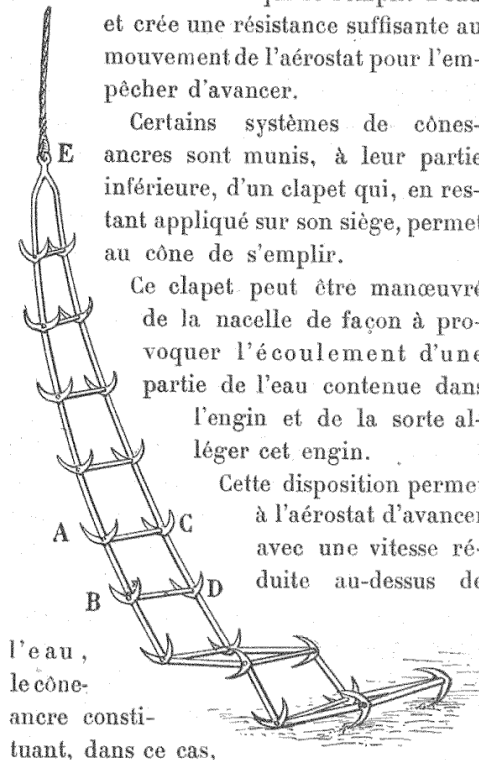 et crée une résistance suffisante au
mouvement de l'aérostat pour l'em-
pêcher d'avancer.
Certains systèmes de cônes-
ancres sont munis, à leur partie
inférieure, d'un clapet qui, en res-
tant appliqué sur son siège, permet
au cône de s'emplir.
Ce clapet peut être manœuvré
de la nacelle de façon à pro-
voquer l'écoulement d'une
partie de l'eau contenue dans
l'engin et de la sorte al-
léger cet engin.
Cette disposition permet
à l'aérostat d'avancer
avec une vitesse ré-
duite au-dessus de
l'eau,
le cône-
ancre consti-
tuant, dans ce cas,
E
A
C
B
D